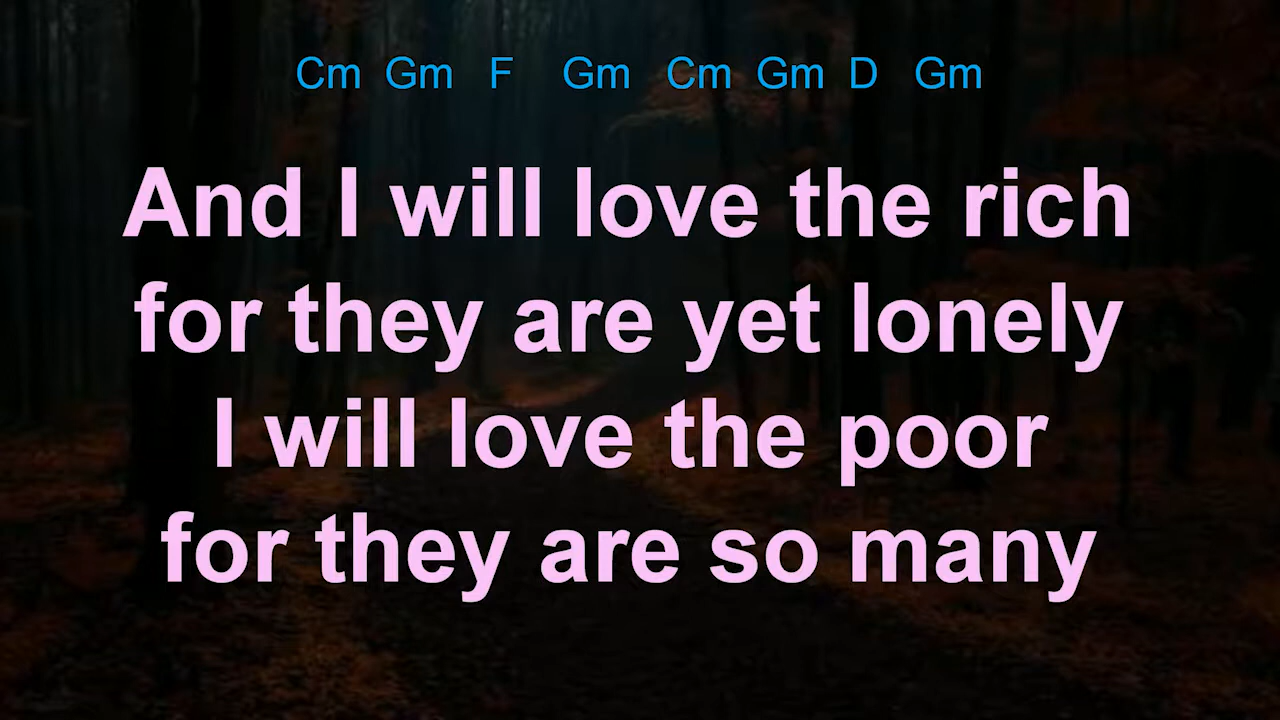 Cm Gm F Gm Cm Gm D Gm
And I will love the rich
for they are yet lonely
I will love the poor
for they are so many